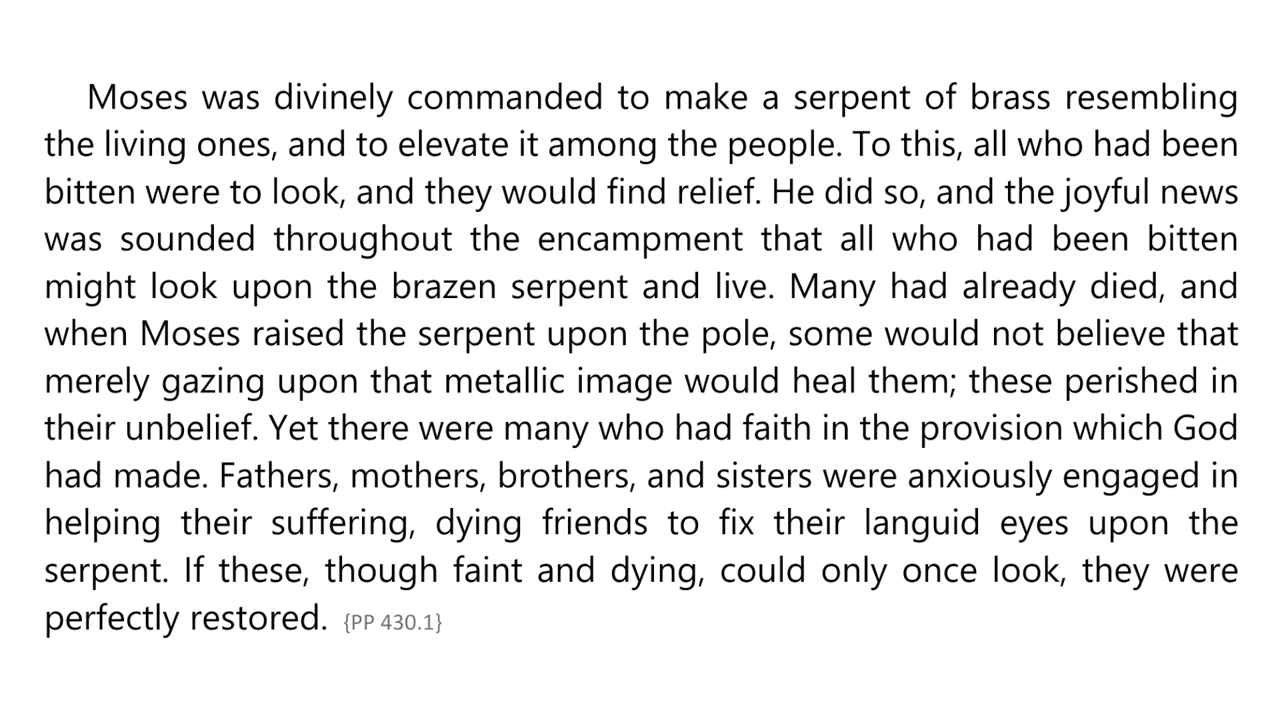 Moses was divinely commanded to make a serpent of brass resembling
the living ones, and to elevate it among the people. To this, all who had been
bitten were to look, and they would find relief. He did so, and the joyful news
was sounded throughout the encampment that all who had been bitten
might look upon the brazen serpent and live. Many had already died, and
when Moses raised the serpent upon the pole, some would not believe that
merely gazing upon that metallic image would heal them; these perished in
their unbelief. Yet there were many who had faith in the provision which God
had made. Fathers, mothers, brothers, and sisters were anxiously engaged in
helping their suffering, dying friends to fix their languid eyes upon the
serpent. If these, though faint and dying, could only once look, they were
perfectly restored. {PP 430.1}